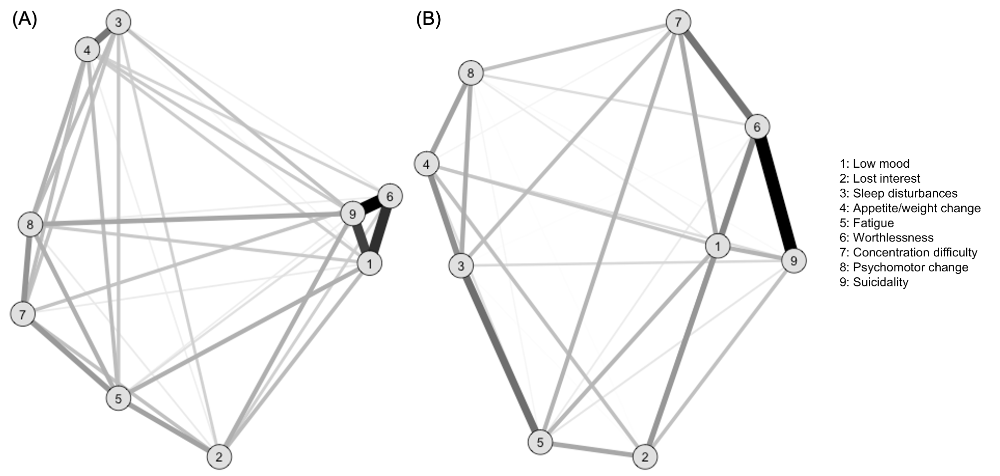 (A)
3
4
8
7
5
2
9
6
1
(B)
7
8
6
4
1
3
9
5
2
1: Low mood
2: Lost interest
3: Sleep disturbances
4: Appetite/weight change
5: Fatigue
6: Worthlessness
7: Concentration difficulty
8: Psychomotor change
9: Suicidality